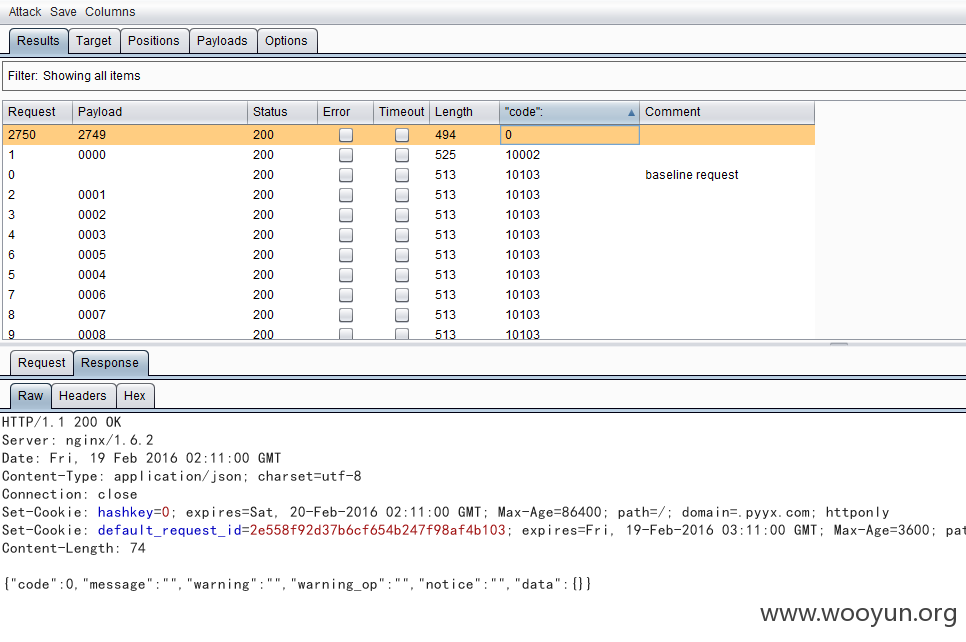 Attack Save Columns
Results Target Positions Payloads Options
Filter: Showing all items
Request Payload Status Error Timeout Length "code": Comment
2750 2749 200 494 0
1 0000 200 525 10002
0 200 513 10103 baseline request
2 0001 200 513 10103
3 0002 200 513 10103
4 0003 200 513 10103
6 0005 200 513 10103
5 0004 200 513 10103
7 0006 200 513 10103
8 0007 200 513 10103
9 0008 200 513 10103
Request Response
Raw Headers Hex
HTTP/1.1 200 OK
Server: nginx/1.6.2
Date: Fri, 19 Feb 2016 02:11:00 GMT
Content-Type: application/json; charset=utf-8
Connection: close
Set-Cookie: hashkey=0; expires=Sat, 20-Feb-2016 02:11:00 GMT; Max-Age=86400; path=/; domain=.pyyx.com; httponly
Set-Cookie: default_request_id=2e558f92d37b6cf654b247f98af4b103; expires=Fri, 19-Feb-2016 03:11:00 GMT; Max-Age=3600; pat
Content-Length: 74
{"code":0,"message":"","warning":"","warning_op":"","notice":"","data":{}}
www.wooyun.org